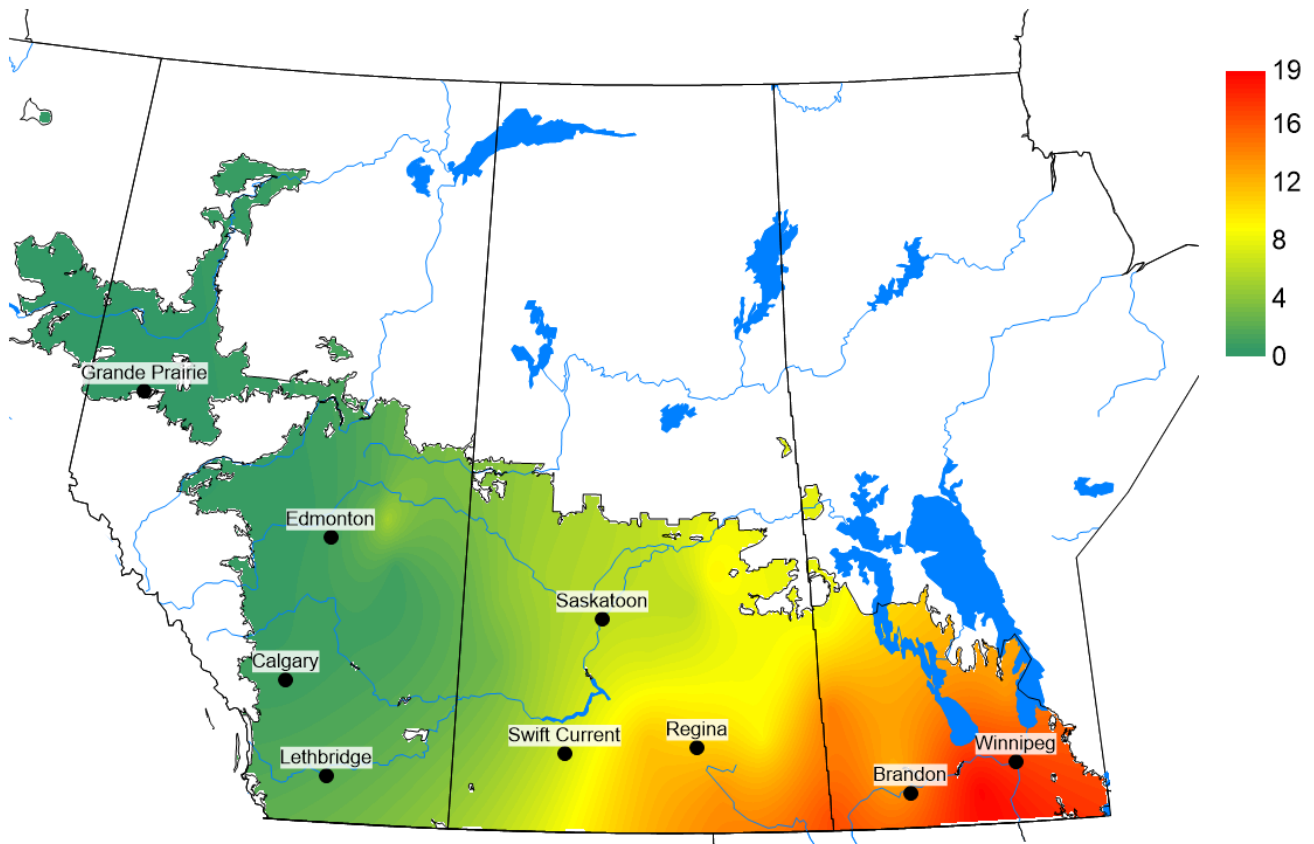 19
16
12
8
4
0
Grande Prairie
Edmonton
Saskatoon
Calgary
Swift Current
Regina
Winnipeg
Lethbridge
Brandon